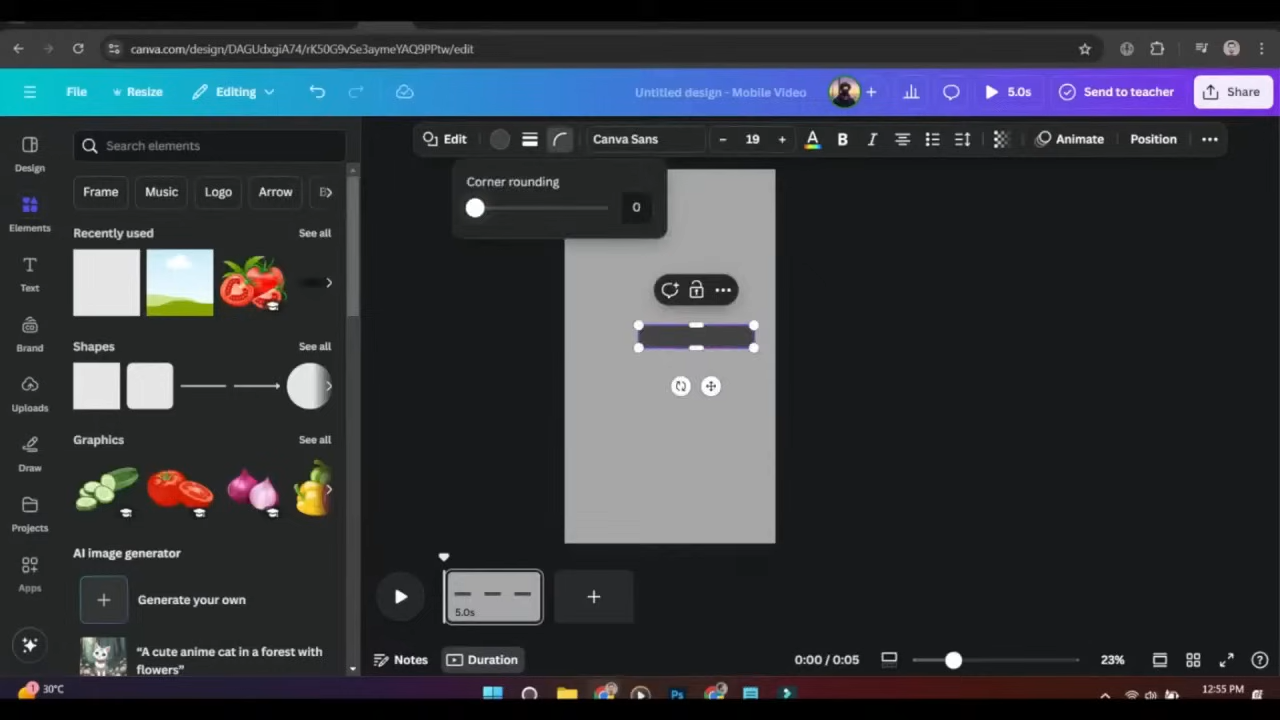 canva.com/design/DAGUdxgiA74/rK50G9vSe3aymeYAQ9PPtw/edit
File
Resize
Editing
Untitled design - Mobile Video
5.0s
Send to teacher
Share
Design
Elements
Text
Brand
Uploads
Draw
Projects
Apps
Search elements
Frame
Music
Logo
Arrow
B
Recently used
See all
Shapes
See all
Graphics
See all
AI image generator
Generate your own
"A cute anime cat in a forest with
flowers"
Edit
Canva Sans
– 19 +
A
B
I
Animate
Position
Corner rounding
0
5.0s
Notes
Duration
0:00 / 0:05
23%
1
30°C
Ps
12:55 PM